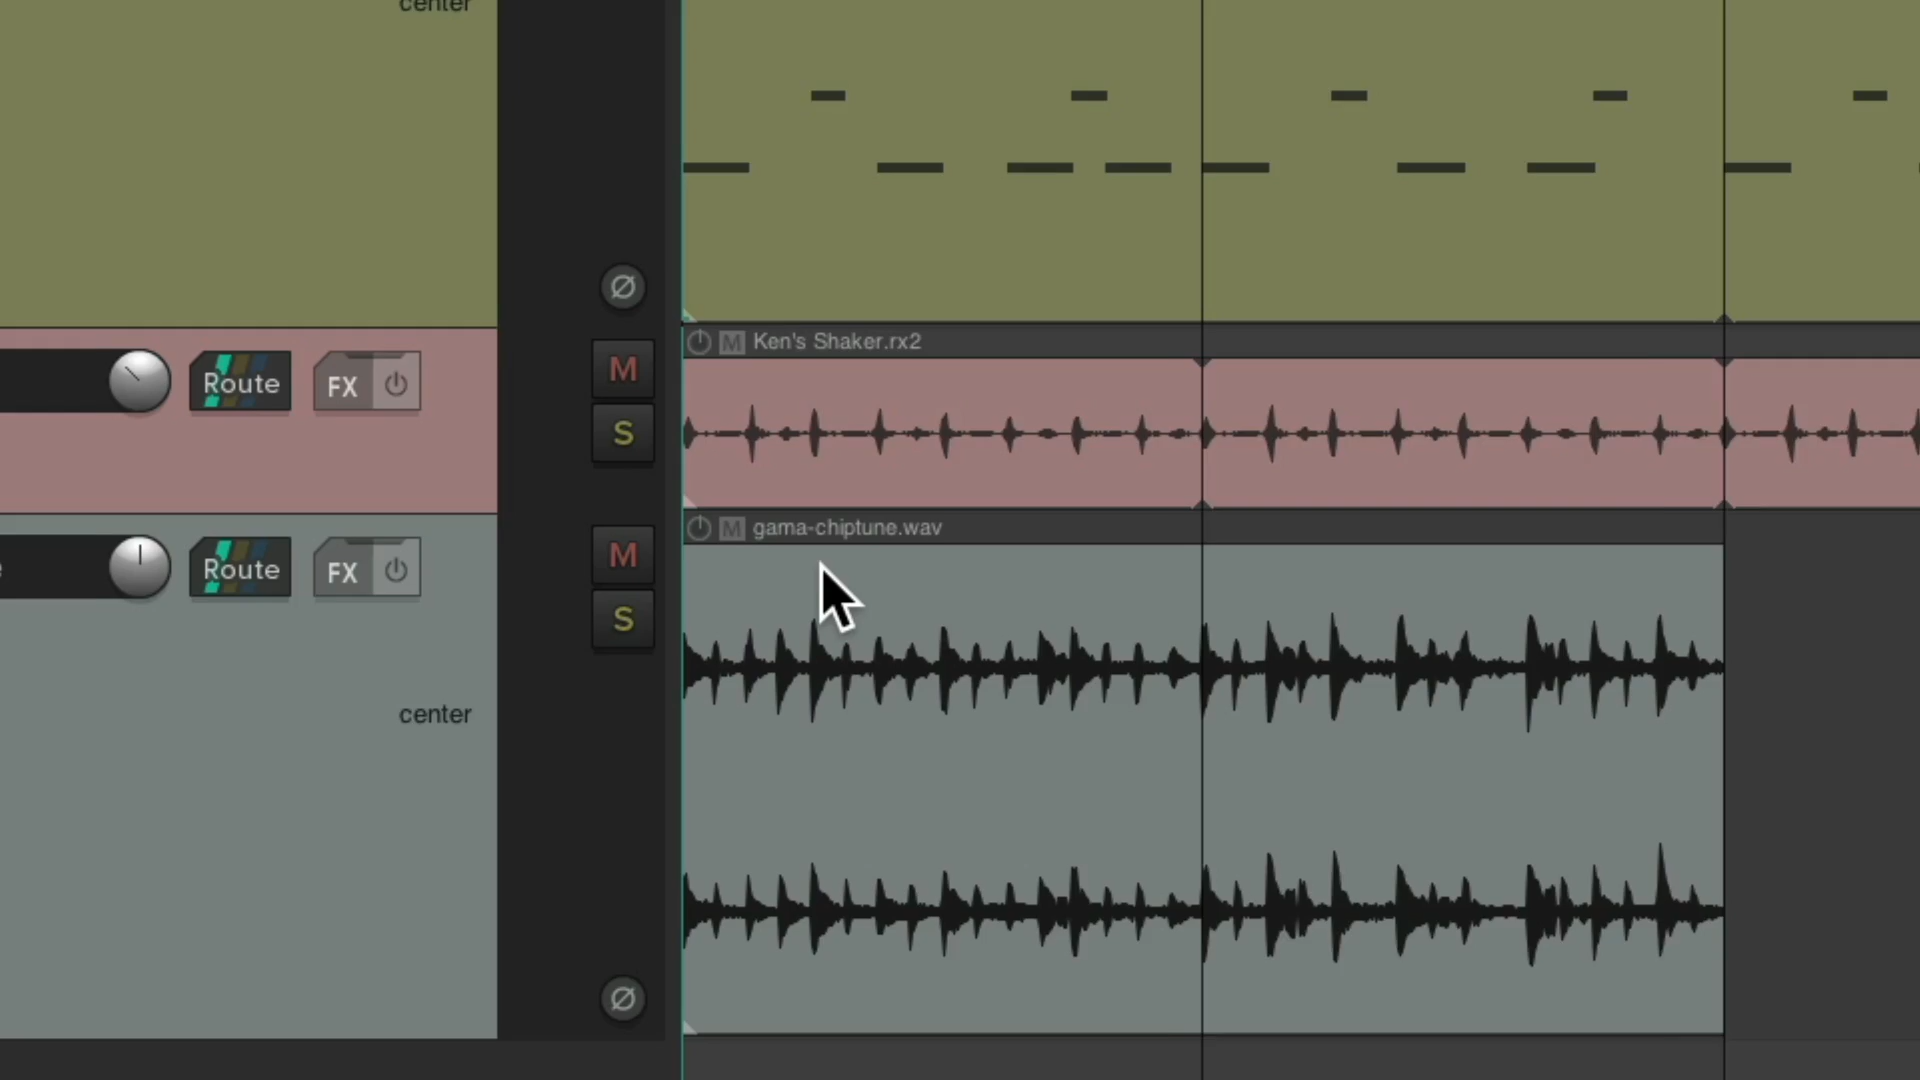 center
M Ken's Shaker.rx2
Route FX M
S
M gama-chiptune.wav
Route FX M
S
center